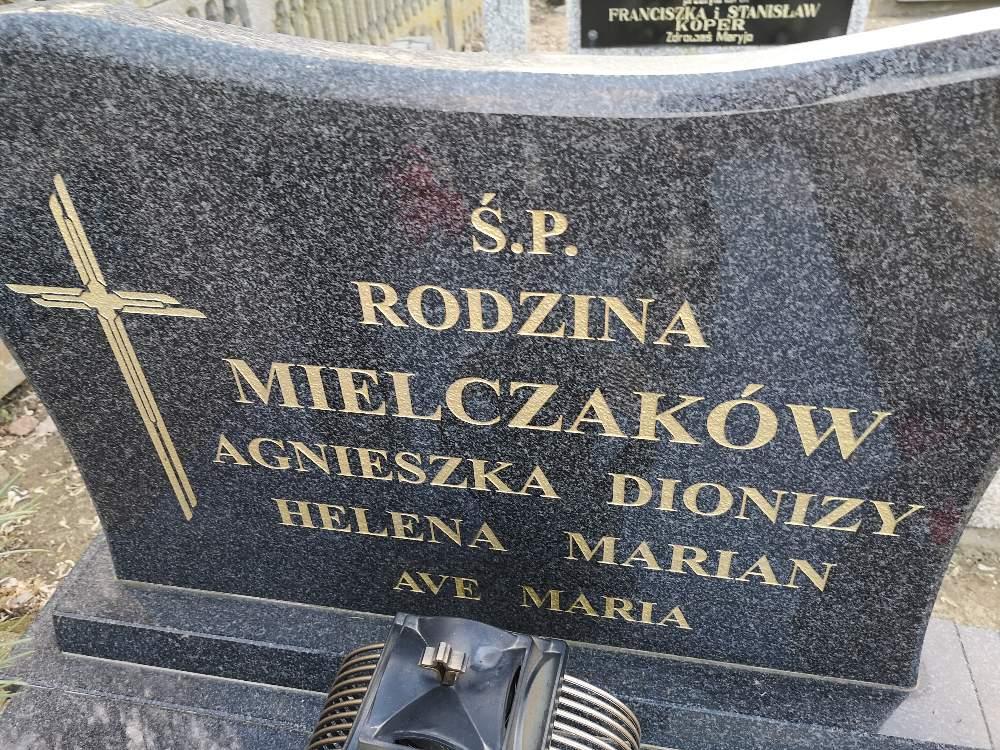 FRANCISZKA I STANISŁAW
KOPER
Zdrowaś Maryjo
Ś.P.
RODZINA
MIELCZAKÓW
AGNIESZKA DIONIZY
HELENA MARIAN
AVE MARIA